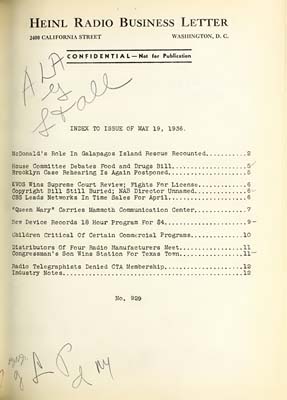 HEINL RADIO BUSINESS LETTER
2400 CALIFORNIA STREET WASHINGTON, D. C.
CONFIDENTIAL—Not for Publication
INDEX TO ISSUE OF MAY 19, 1936.
McDonald's Role In Galapagos Island Rescue Recounted..........2
House Committee Debates Food and Drugs Bill...................5
Brooklyn Case Rehearing Is Again Postponed....................5
KVOS Wins Supreme Court Review; Fights For License............6
Copyright Bill Still Buried; NAB Director Unnamed.............6
CBS Leads Networks In Time Sales For April....................6
"Queen Mary" Carries Mammoth Communication Center.............7
New Device Records 18 Hour Program For $4.....................9
Children Critical Of Certain Commercial Programs.............10
Distributors Of Four Radio Manufacturers Meet................11
Congressman's Son Wins Station For Texas Town................11
Radio Telegraphists Denied CTA Membership....................12
Industry Notes...............................................12
No. 929